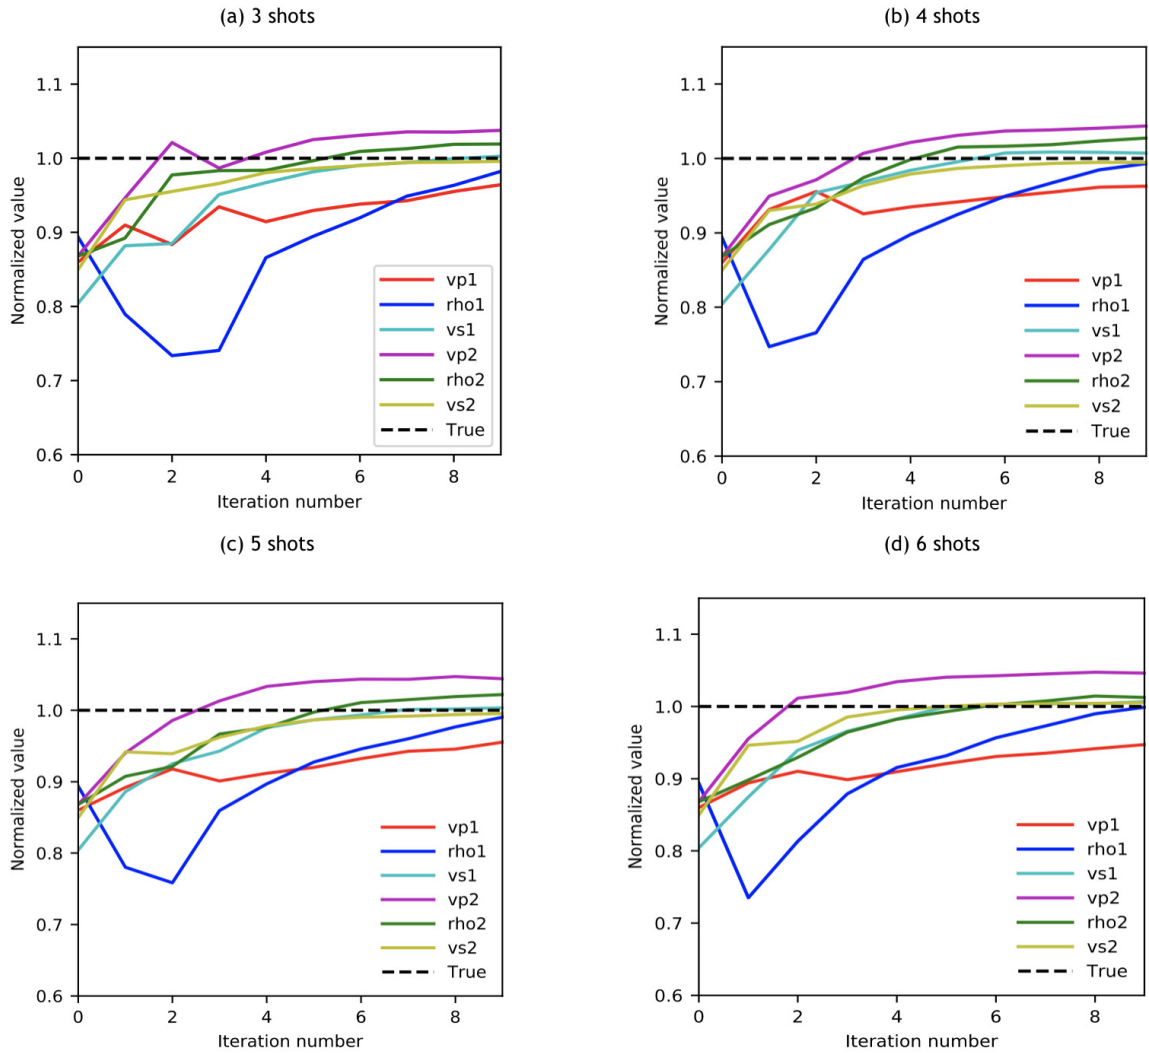 (a) 3 shots
1.1
1.0
0.9
0.8
0.7
0.6
Normalized value
0 2 4 6 8
Iteration number
vp1
rho1
vs1
vp2
rho2
vs2
True
(b) 4 shots
1.1
1.0
0.9
0.8
0.7
0.6
Normalized value
0 2 4 6 8
Iteration number
vp1
rho1
vs1
vp2
rho2
vs2
True
(c) 5 shots
1.1
1.0
0.9
0.8
0.7
0.6
Normalized value
0 2 4 6 8
Iteration number
vp1
rho1
vs1
vp2
rho2
vs2
True
(d) 6 shots
1.1
1.0
0.9
0.8
0.7
0.6
Normalized value
0 2 4 6 8
Iteration number
vp1
rho1
vs1
vp2
rho2
vs2
True